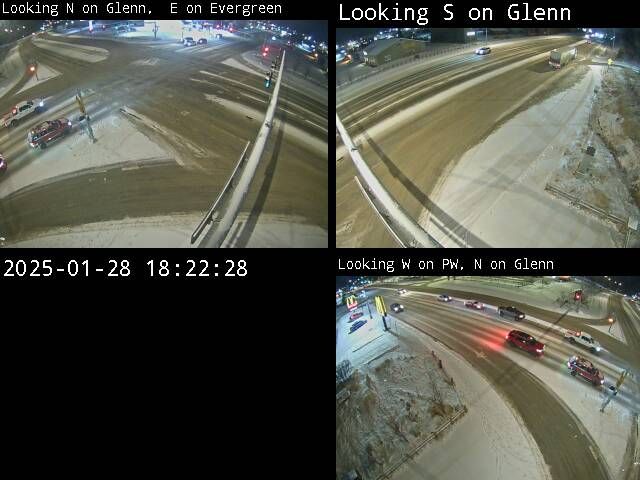 Looking N on Glenn,  E on Evergreen
Looking S on Glenn
2025-01-28 18:22:28
Looking W on PW, N on Glenn